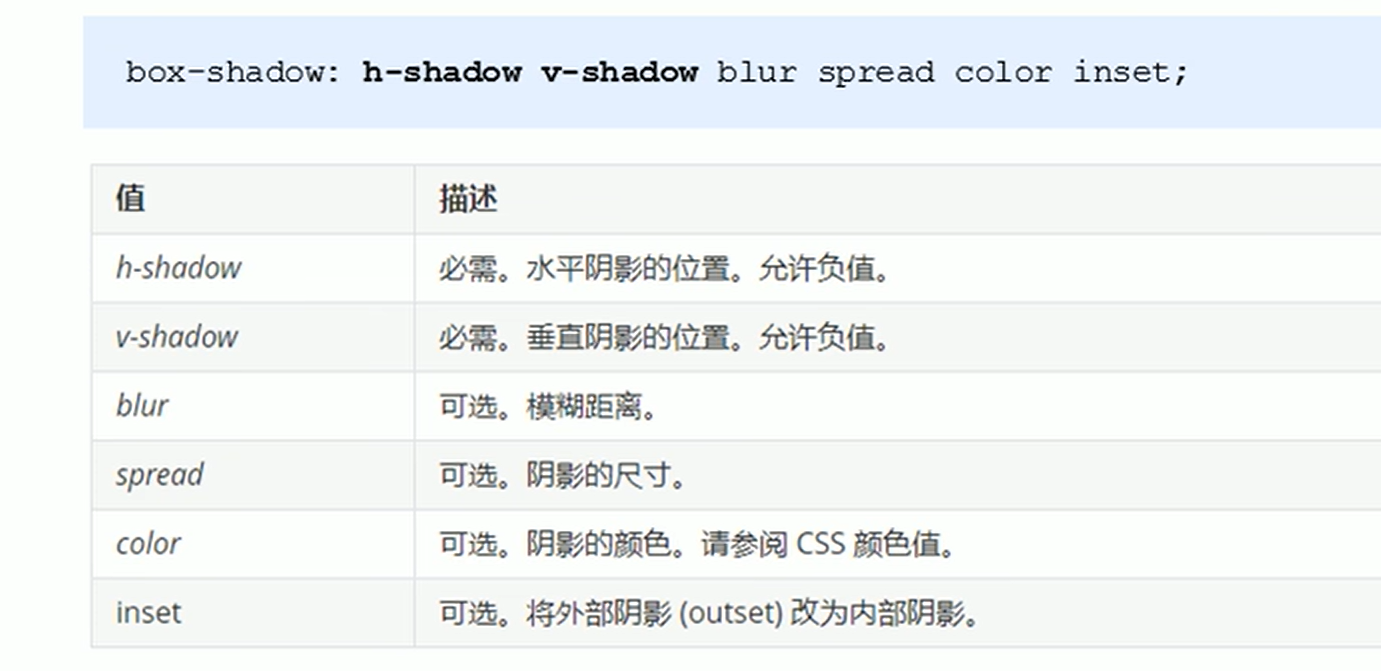 box-shadow: h-shadow v-shadow blur spread color inset;
值 描述
h-shadow 必需。水平阴影的位置。允许负值。
v-shadow 必需。垂直阴影的位置。允许负值。
blur 可选。模糊距离。
spread 可选。阴影的尺寸。
color 可选。阴影的颜色。请参阅 CSS 颜色值。
inset 可选。将外部阴影 (outset) 改为内部阴影。